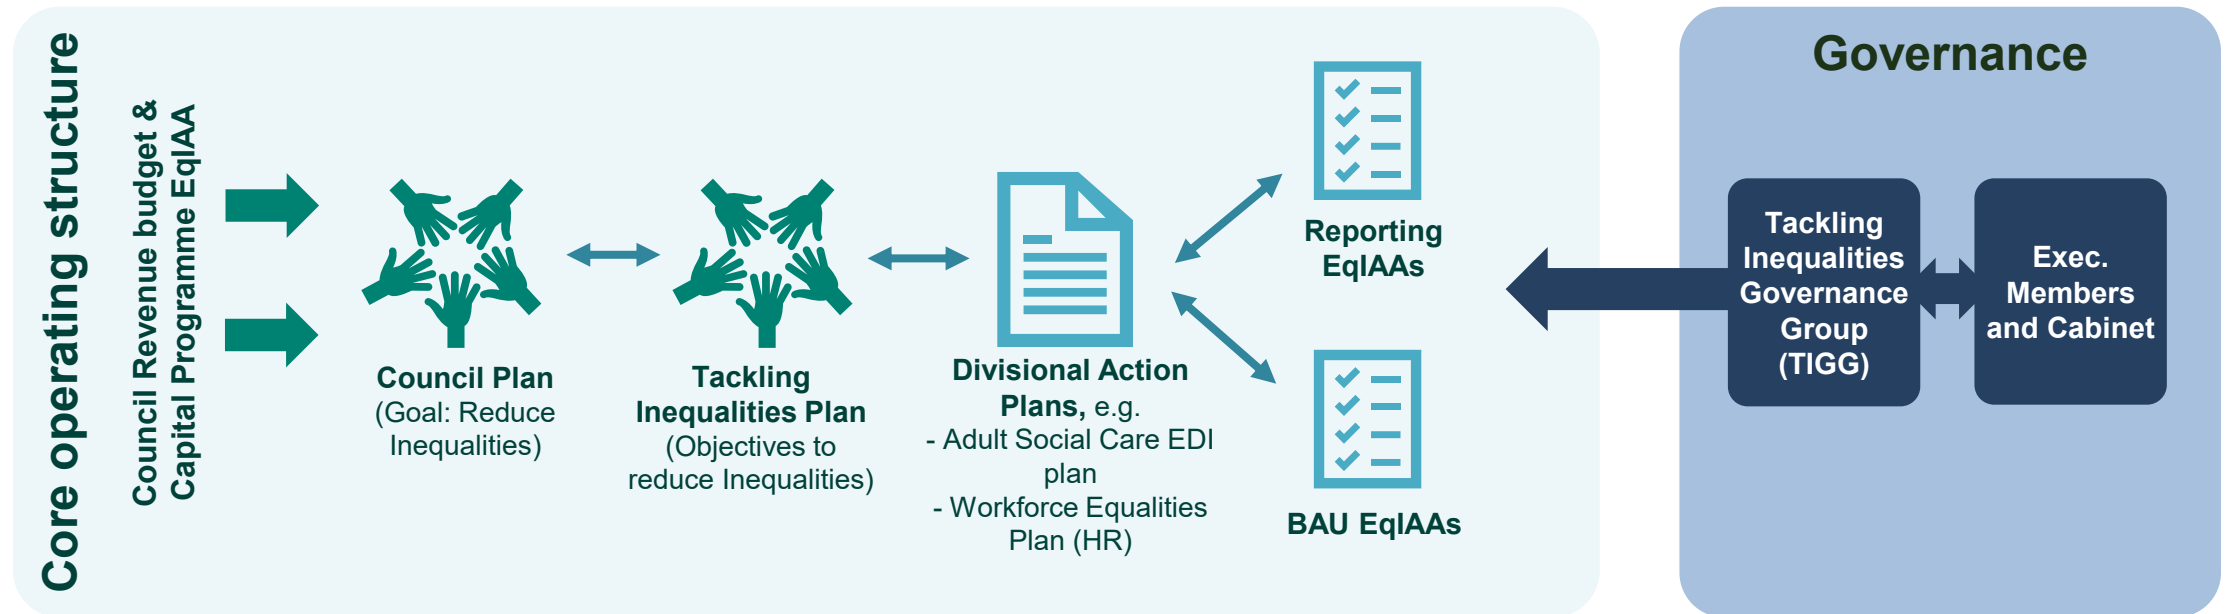 Core operating structure
Council Revenue budget &
Capital Programme EqIAA
Council Plan
(Goal: Reduce
Inequalities)
Tackling
Inequalities Plan
(Objectives to
reduce Inequalities)
Divisional Action
Plans, e.g.
- Adult Social Care EDI
plan
- Workforce Equalities
Plan (HR)
Reporting
EqIAAs
BAU EqIAAs
Governance
Tackling
Inequalities
Governance
Group
(TIGG)
Exec.
Members
and Cabinet